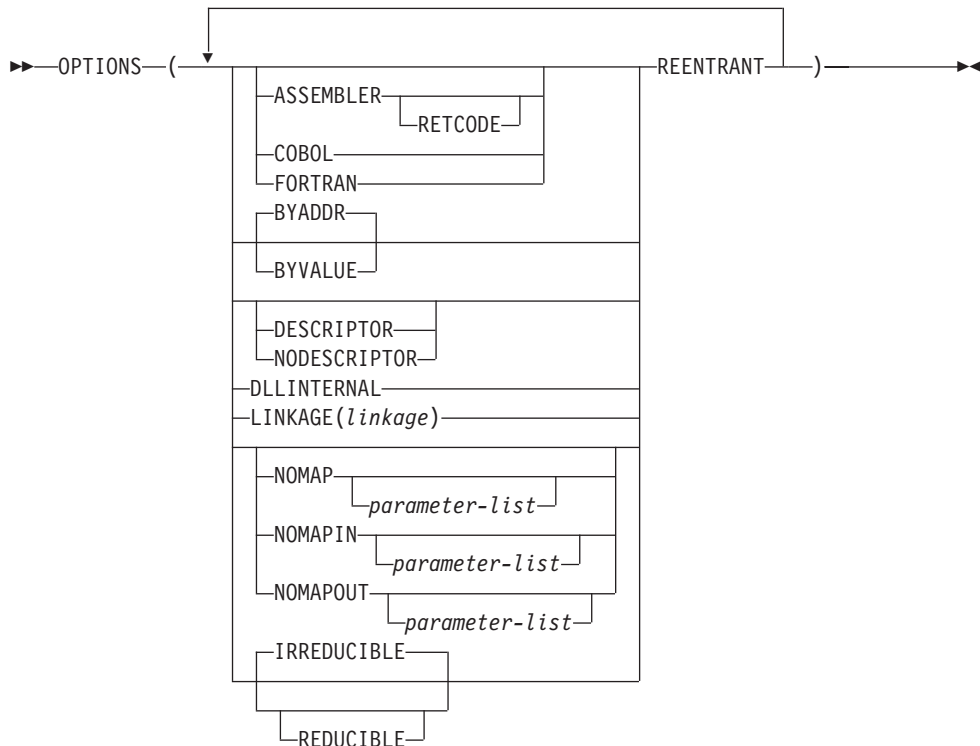 OPTIONS ( REENTRANT )
ASSEMBLER
RETCODE
COBOL
FORTRAN
BYADDR
BYVALUE
DESCRIPTOR
NODESCRIPTOR
DLLINTERNAL
LINKAGE(linkage)
NOMAP
parameter-list
NOMAPIN
parameter-list
NOMAPOUT
parameter-list
IRREDUCIBLE
REDUCIBLE